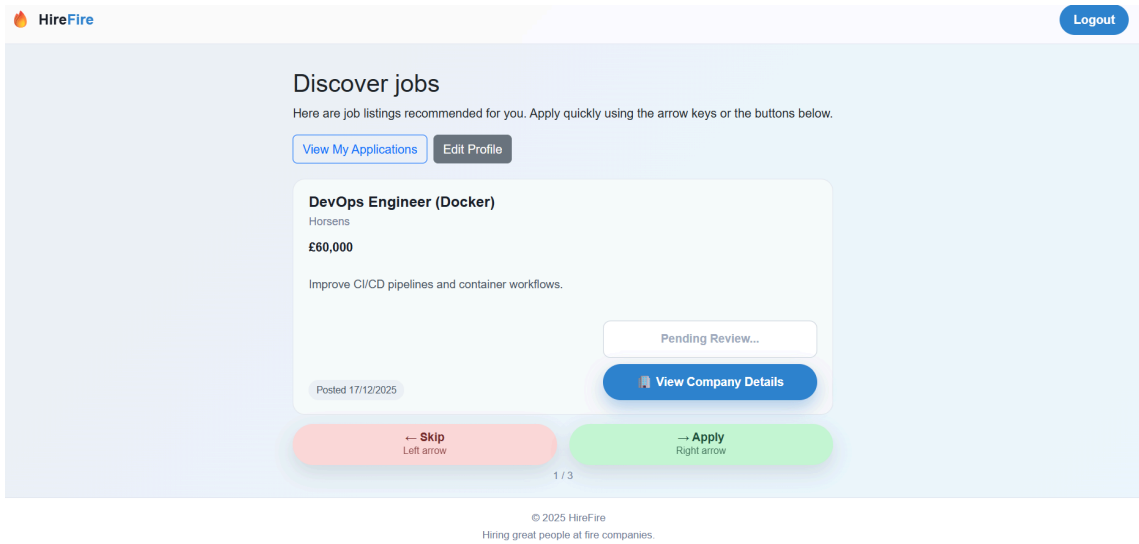 HireFire
Logout
Discover jobs
Here are job listings recommended for you. Apply quickly using the arrow keys or the buttons below.
View My Applications
Edit Profile
DevOps Engineer (Docker)
Horsens
£60,000
Improve CI/CD pipelines and container workflows.
Pending Review...
View Company Details
Posted 17/12/2025
← Skip
Left arrow
→ Apply
Right arrow
1 / 3
© 2025 HireFire
Hiring great people at fire companies.